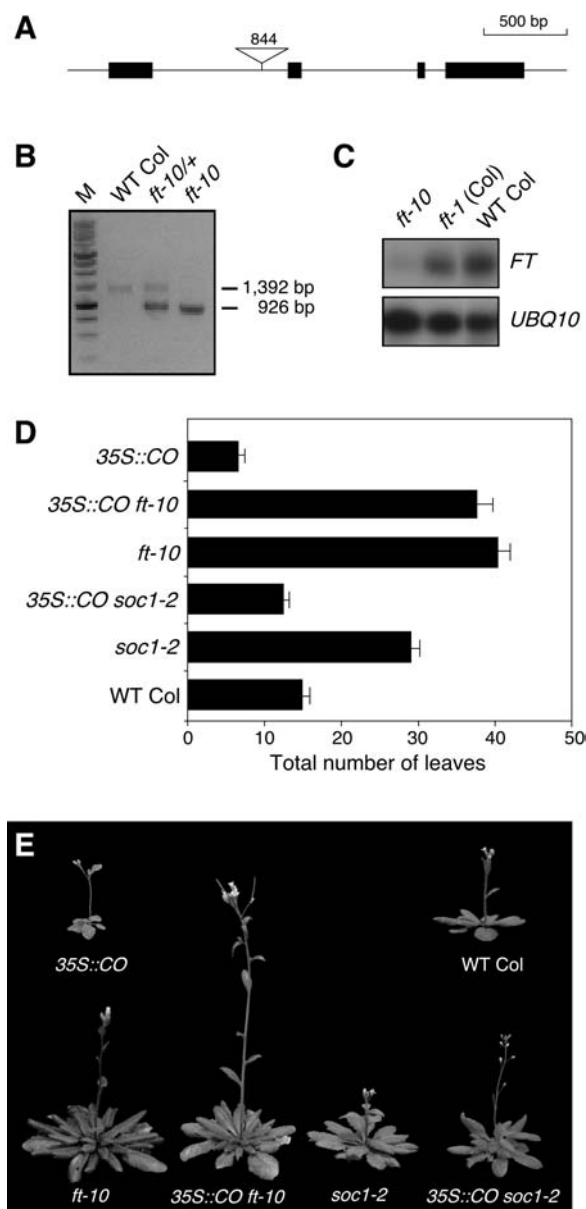 A
844
500 bp
B
M
WT Col
ft-10/+
ft-10
1,392 bp
926 bp
C
ft-10
ft-1 (Col)
WT Col
FT
UBQ10
D
35S::CO
35S::CO ft-10
ft-10
35S::CO soc1-2
soc1-2
WT Col
0 10 20 30 40 50
Total number of leaves
E
35S::CO
WT Col
ft-10
35S::CO ft-10
soc1-2
35S::CO soc1-2